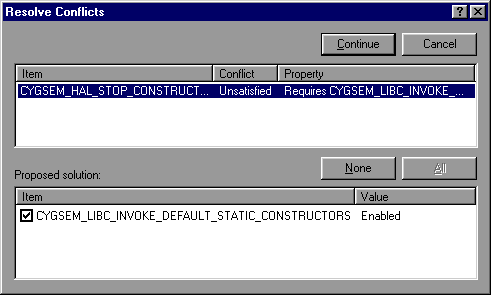 Resolve Conflicts
Continue Cancel
Item Conflict Property
CYGSEM_HAL_STOP_CONSTRUCT... Unsatisfied Requires CYGSEM_LIBC_INVOKE_...
None All
Proposed solution:
Item Value
CYGSEM_LIBC_INVOKE_DEFAULT_STATIC_CONSTRUCTORS Enabled